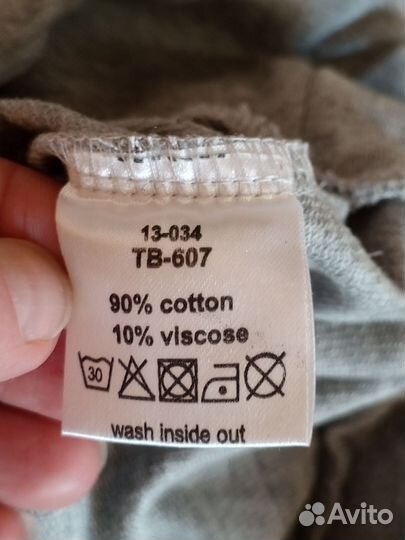 13-034
TB-607
90% cotton
10% viscose
30
wash inside out
Avito